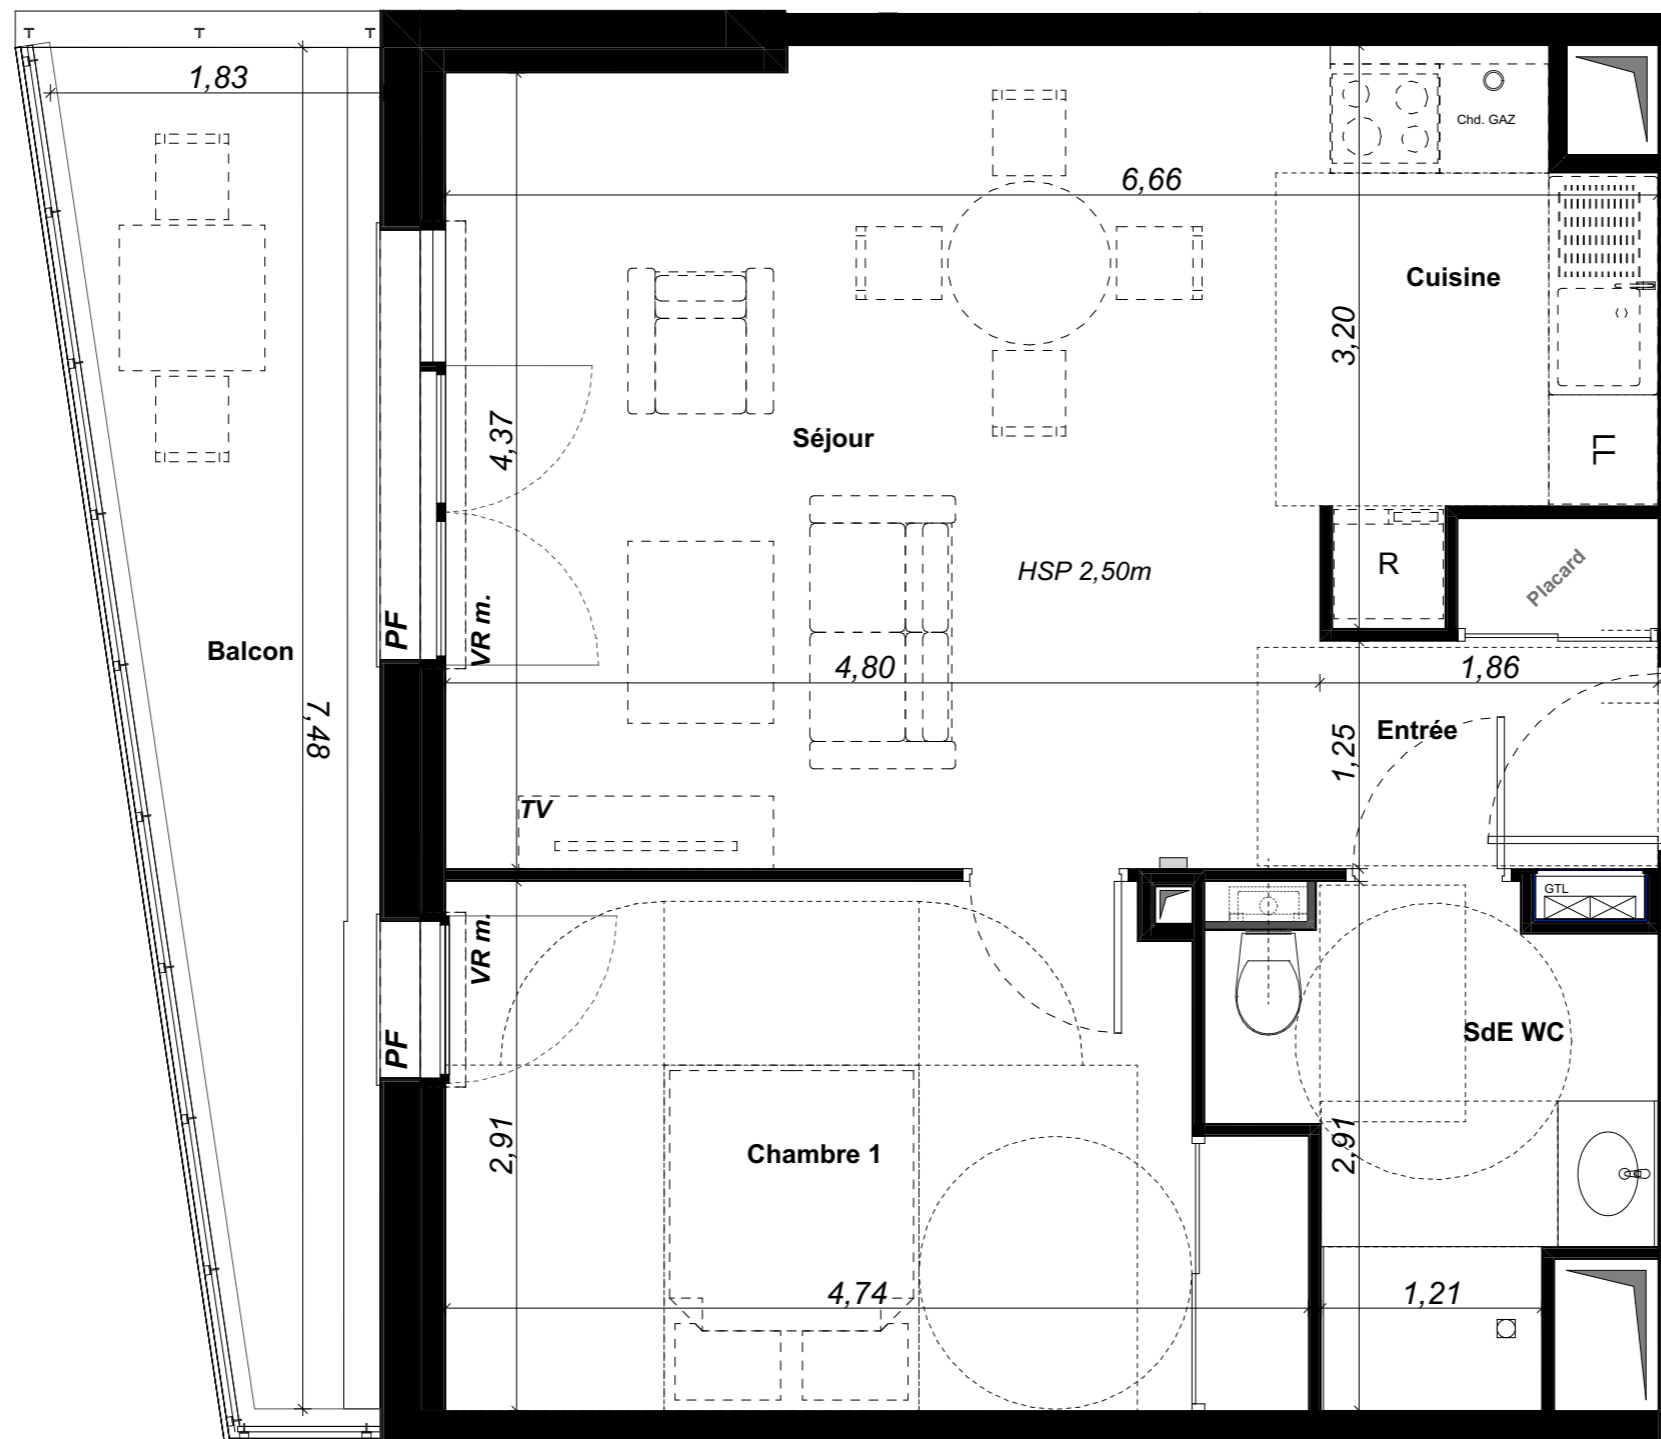 1,83
Chd. GAZ
6,66
Cuisine
3,20
4,37
Séjour
LL
HSP 2,50m
R
Placard
PF
VR m.
Balcon
4,80
1,86
7,48
Entrée
1,25
TV
GTL
VR m.
PF
SdE WC
2,91
Chambre 1
2,91
4,74
1,21